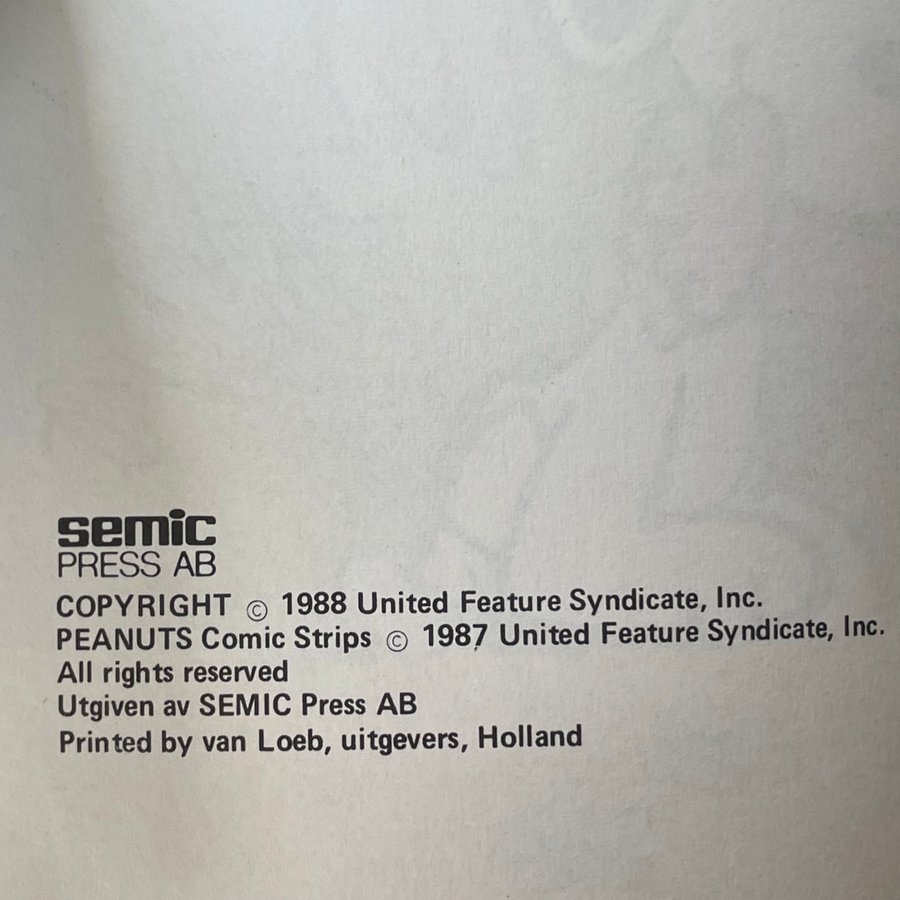 semic
PRESS AB
COPYRIGHT © 1988 United Feature Syndicate, Inc.
PEANUTS Comic Strips © 1987 United Feature Syndicate, Inc.
All rights reserved
Utgiven av SEMIC Press AB
Printed by van Loeb, uitgevers, Holland